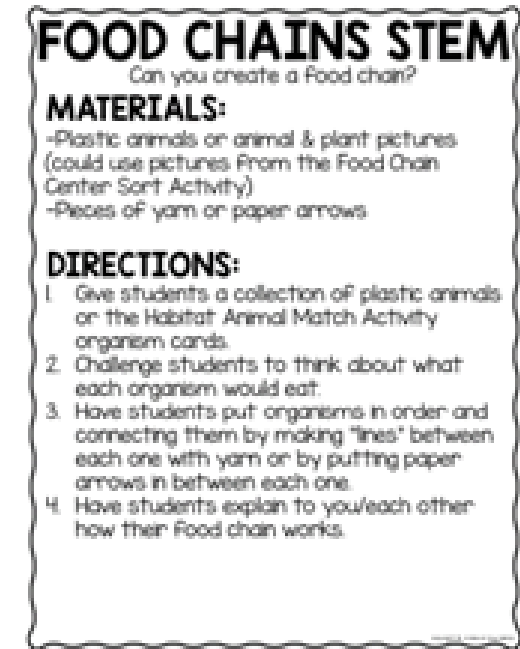 FOOD CHAINS STEM
Can you create a food chain?
MATERIALS:
-Plastic animals or animal & plant pictures
(could use pictures from the Food Chain
Center Sort Activity)
-Pieces of yarn or paper arrows
DIRECTIONS:
1. Give students a collection of plastic animals
or the Habitat Animal Match Activity
organism cards.
2. Challenge students to think about what
each organism would eat.
3. Have students put organisms in order and
connecting them by making "lines" between
each one with yarn or by putting paper
arrows in between each one.
4. Have students explain to you/each other
how their food chain works.